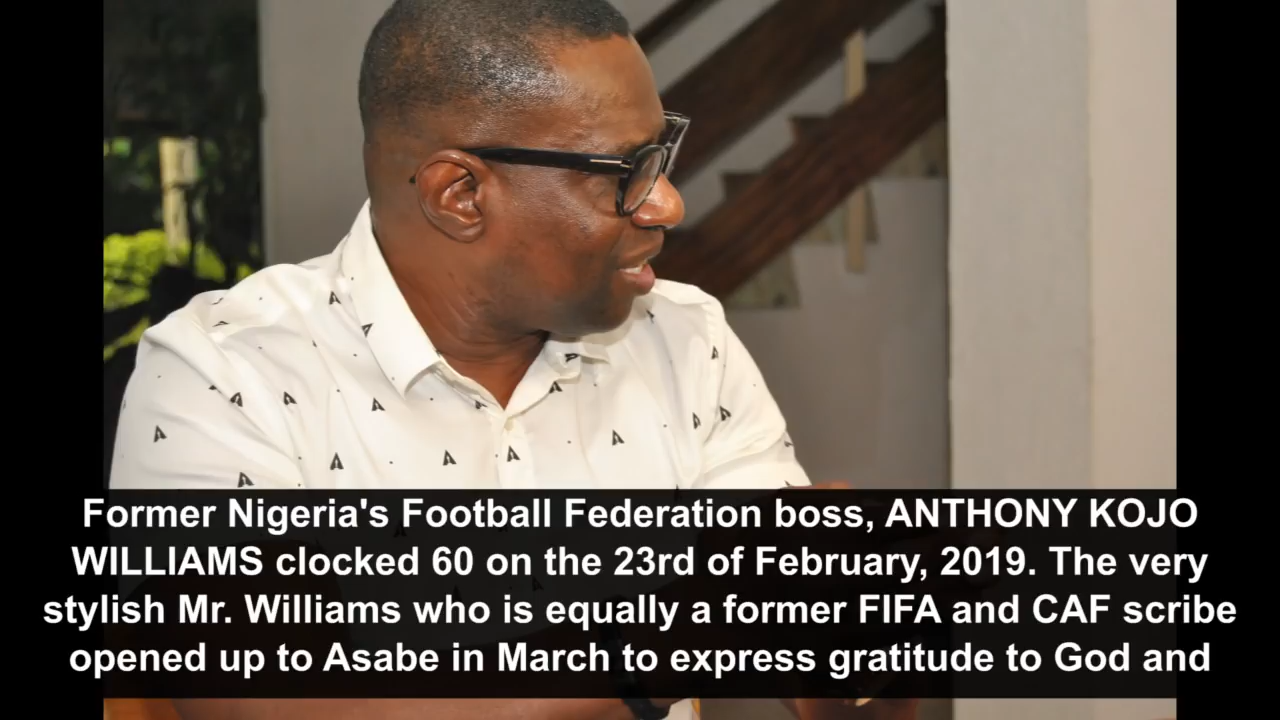 Former Nigeria's Football Federation boss, ANTHONY KOJO
WILLIAMS clocked 60 on the 23rd of February, 2019. The very
stylish Mr. Williams who is equally a former FIFA and CAF scribe
opened up to Asabe in March to express gratitude to God and